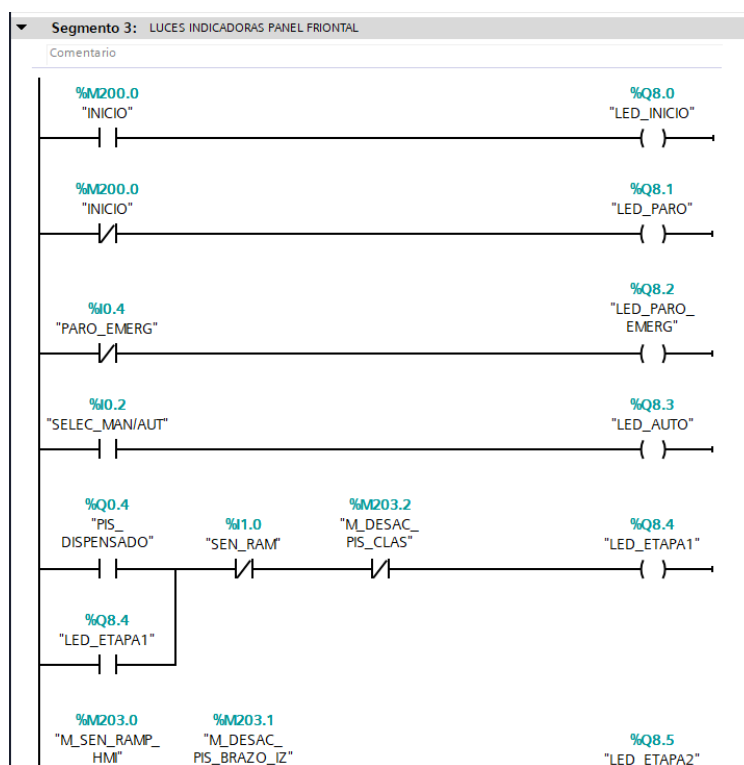 Segmento 3: LUCES INDICADORAS PANEL FRIONTAL
Comentario
%M200.0 %Q8.0
"INICIO" "LED_INICIO"
%M200.0 %Q8.1
"INICIO" "LED_PARO"
%Q8.2
%I0.4 "LED_PARO_
"PARO_EMERG" EMERG"
%I0.2 %Q8.3
"SELEC_MAN/AUT" "LED_AUTO"
%Q0.4 %M203.2
"PIS_ %I1.0 "M_DESAC_ %Q8.4
DISPENSADO" "SEN_RAM" PIS_CLAS" "LED_ETAPA1"
%Q8.4
"LED_ETAPA1"
%M203.0 %M203.1
"M_SEN_RAMP_ "M_DESAC_ %Q8.5
HMI" PIS_BRAZO_IZ" "LED_ETAPA2"